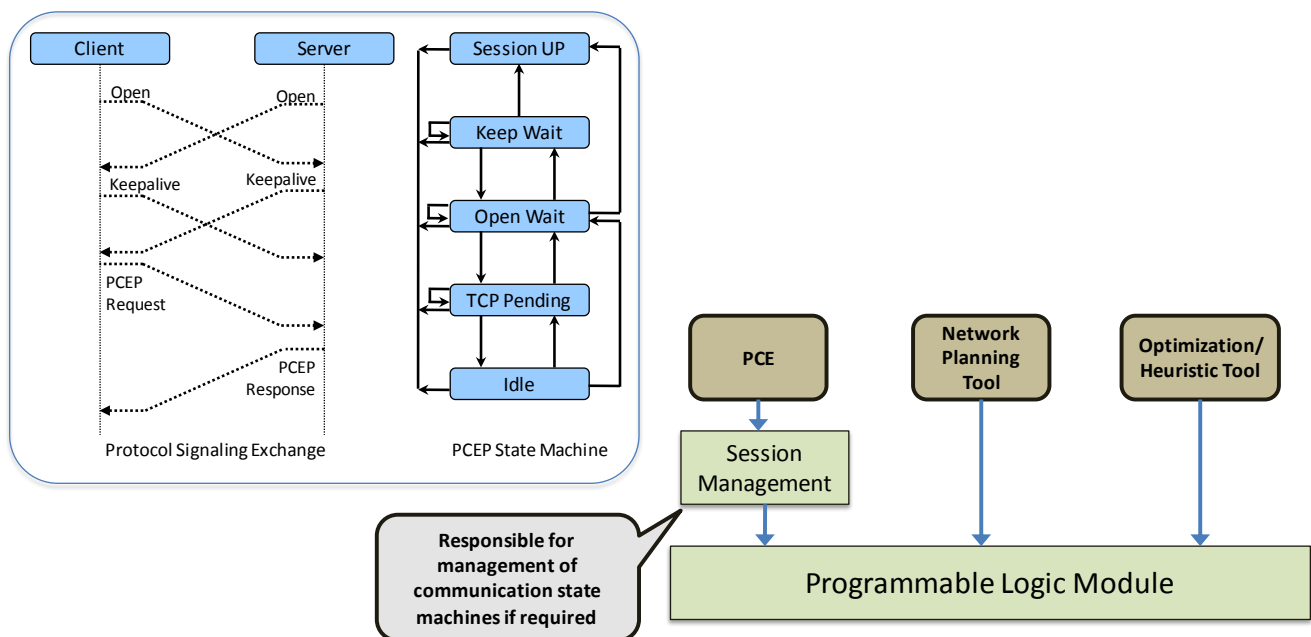 Client
Server
Open
Open
Keepalive
Keepalive
PCEP
Request
PCEP
Response
Protocol Signaling Exchange
Session UP
Keep Wait
Open Wait
TCP Pending
Idle
PCEP State Machine
PCE
Network
Planning
Tool
Optimization/
Heuristic Tool
Session
Management
Responsible for
management of
communication state
machines if required
Programmable Logic Module